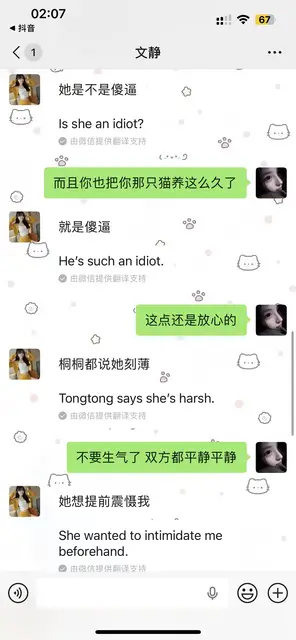 02:07
67
抖音
1
文静
她是不是傻逼
Is she an idiot?
由微信提供翻译支持
而且你也把你那只猫养这么久了
就是傻逼
He's such an idiot.
由微信提供翻译支持
这点还是放心的
桐桐都说她刻薄
Tongtong says she's harsh.
由微信提供翻译支持
不要生气了 双方都平静平静
她想提前震慑我
She wanted to intimidate me
beforehand.
由微信提供翻译支持